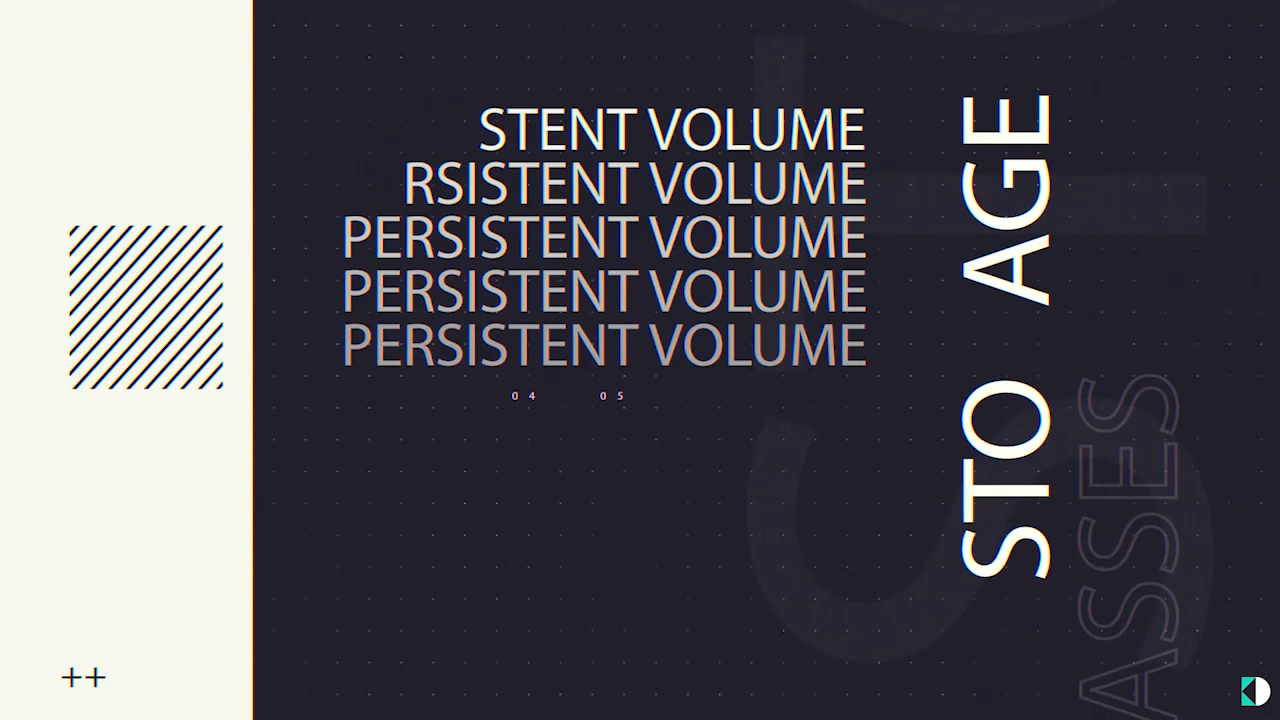 STENT VOLUME
RSISTENT VOLUME
PERSISTENT VOLUME
PERSISTENT VOLUME
PERSISTENT VOLUME
04 05
STO AGE
ASSES
++